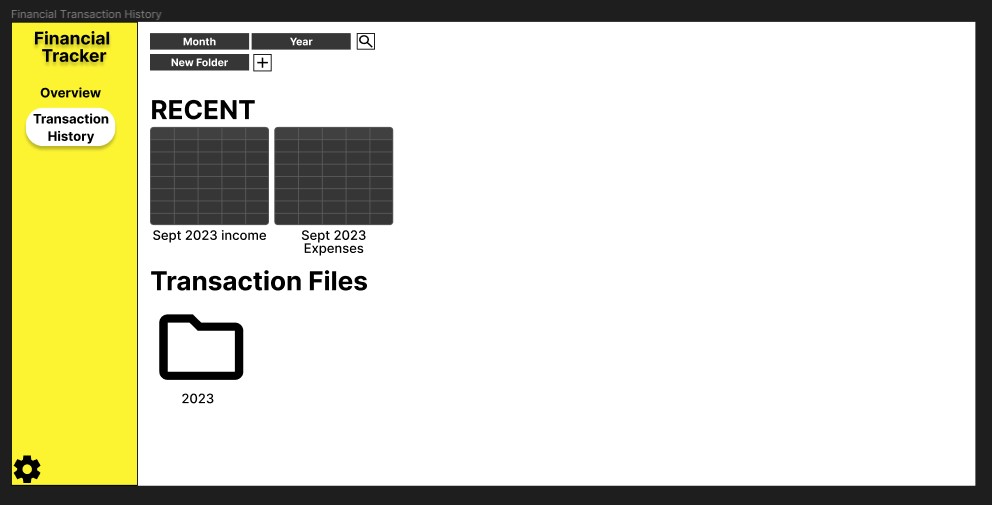 Financial Transaction History
Financial
Tracker
Overview
Transaction
History
Month
Year
New Folder
RECENT
Sept 2023 income
Sept 2023
Expenses
Transaction Files
2023